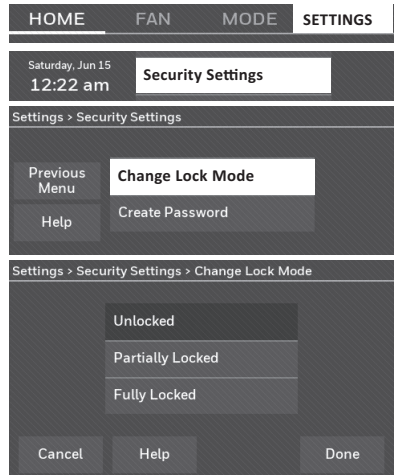 HOME FAN MODE SETTINGS
Saturday, Jun 15
12:22 am
Security Settings
Settings > Security Settings
Previous
Menu
Change Lock Mode
Create Password
Help
Settings > Security Settings > Change Lock Mode
Unlocked
Partially Locked
Fully Locked
Cancel Help Done